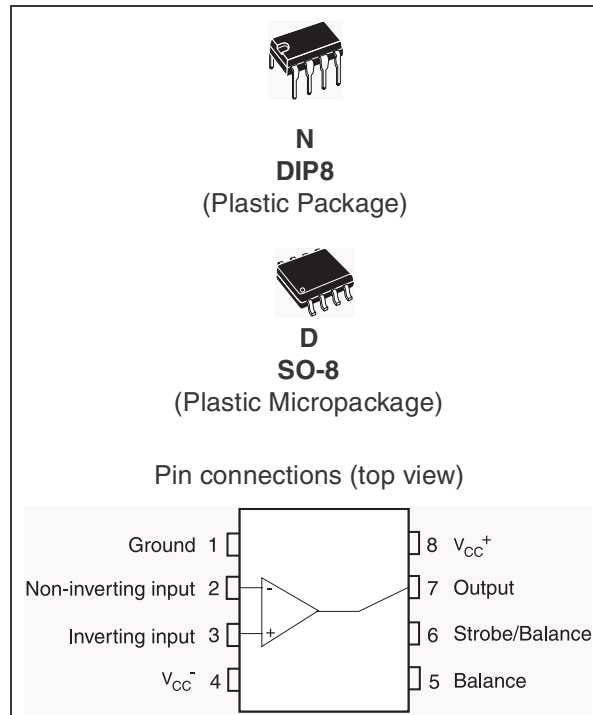 N
DIP8
(Plastic Package)
D
SO-8
(Plastic Micropackage)
Pin connections (top view)
Ground 1
Non-inverting input 2
Inverting input 3
VCC- 4
-
+
8 VCC+
7 Output
6 Strobe/Balance
5 Balance